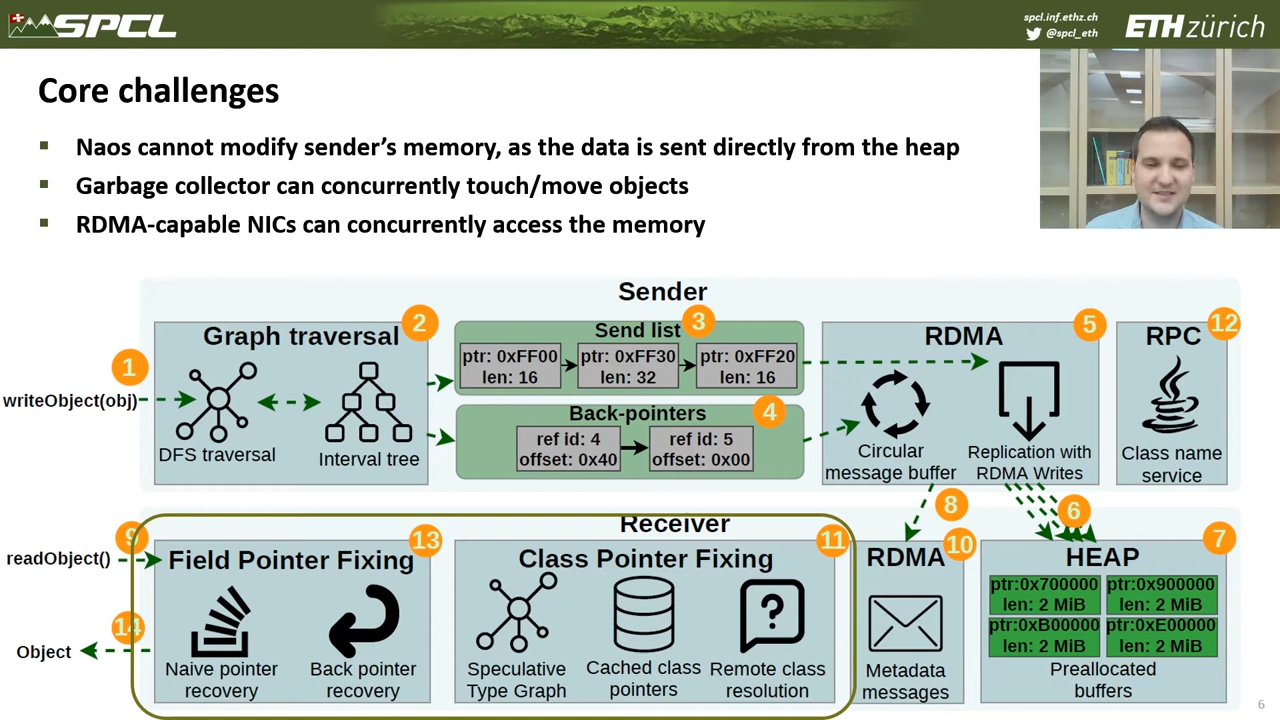 SPCL
spcl.inf.ethz.ch
@spcl_eth
ETH zürich
Core challenges
Naos cannot modify sender's memory, as the data is sent directly from the heap
Garbage collector can concurrently touch/move objects
RDMA-capable NICs can concurrently access the memory
Sender
1
writeObject(obj)
Graph traversal
2
DFS traversal
Interval tree
Send list
3
ptr: 0xFF00
len: 16
ptr: 0xFF30
len: 32
ptr: 0xFF20
len: 16
Back-pointers
4
ref id: 4
offset: 0x40
ref id: 5
offset: 0x00
RDMA
5
Circular
message buffer
Replication with
RDMA Writes
RPC
12
Class name
service
8
6
Receiver
9
readObject()
14
Object
Field Pointer Fixing
13
Naive pointer
recovery
Back pointer
recovery
Class Pointer Fixing
11
Speculative
Type Graph
Cached class
pointers
Remote class
resolution
RDMA
10
Metadata
messages
HEAP
7
ptr:0x700000
len: 2 MiB
ptr:0x900000
len: 2 MiB
ptr:0xB00000
len: 2 MiB
ptr:0xE00000
len: 2 MiB
Preallocated
buffers
6